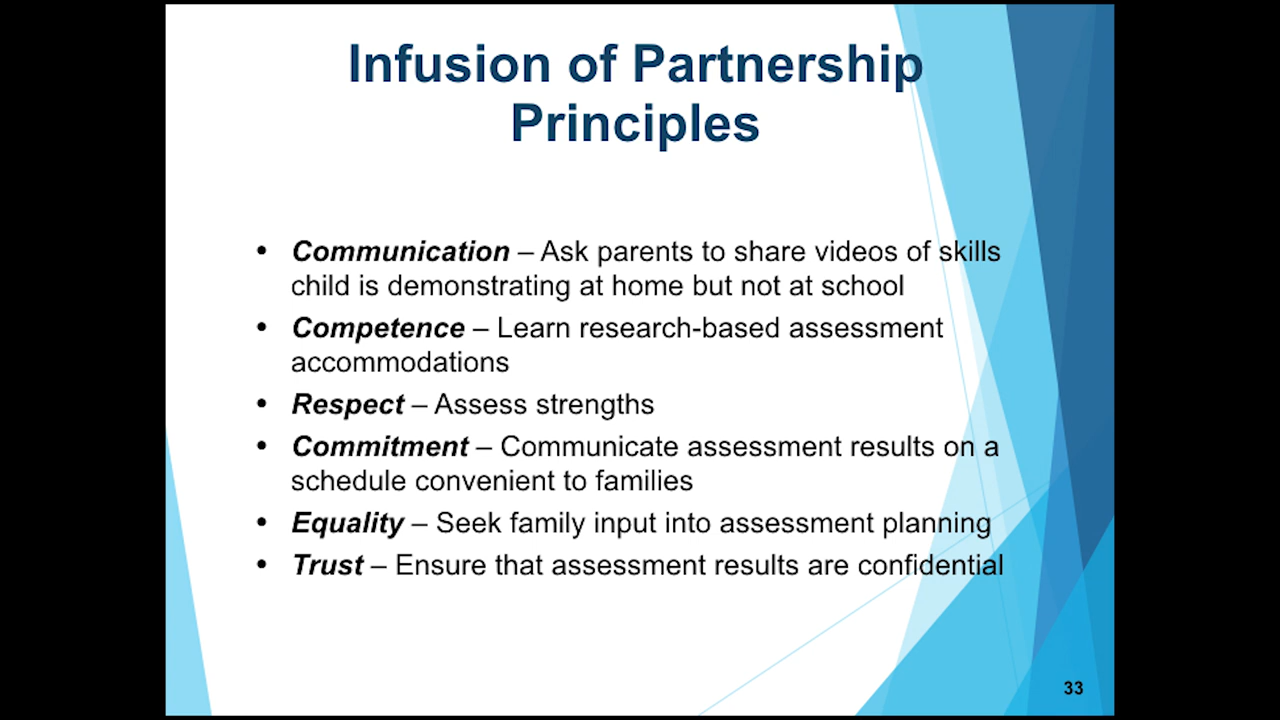 Infusion of Partnership
Principles
• Communication – Ask parents to share videos of skills
child is demonstrating at home but not at school
• Competence – Learn research-based assessment
accommodations
• Respect – Assess strengths
• Commitment – Communicate assessment results on a
schedule convenient to families
• Equality – Seek family input into assessment planning
• Trust – Ensure that assessment results are confidential
33